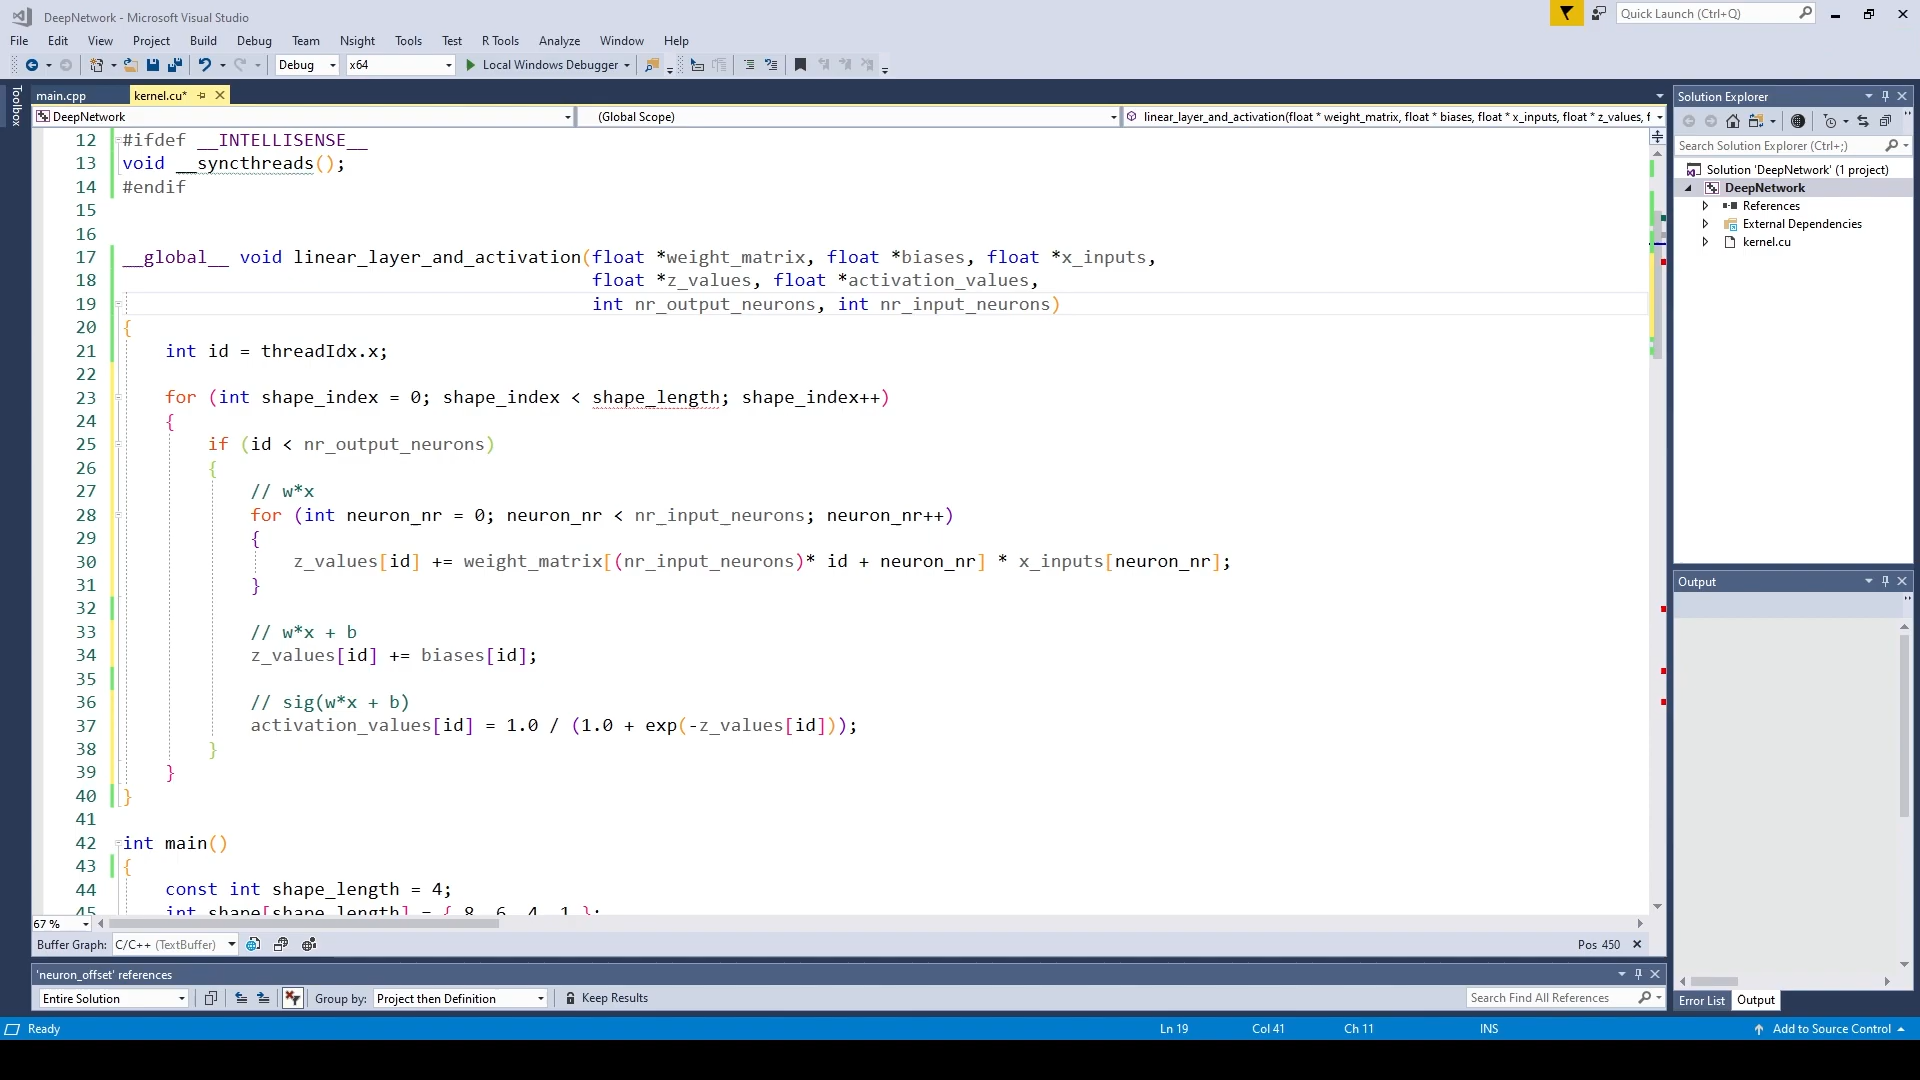 DeepNetwork - Microsoft Visual Studio
Quick Launch (Ctrl+Q)
File Edit View Project Build Debug Team Nsight Tools Test R Tools Analyze Window Help
Debug x64 Local Windows Debugger
Toolbox
main.cpp kernel.cu*
DeepNetwork (Global Scope) linear_layer_and_activation(float * weight_matrix, float * biases, float * x_inputs, float * z_values, f
12 #ifdef __INTELLISENSE__
13 void __syncthreads();
14 #endif
15
16
17 __global__ void linear_layer_and_activation(float *weight_matrix, float *biases, float *x_inputs,
18 float *z_values, float *activation_values,
19 int nr_output_neurons, int nr_input_neurons)
20 {
21 int id = threadIdx.x;
22
23 for (int shape_index = 0; shape_index < shape_length; shape_index++)
24 {
25 if (id < nr_output_neurons)
26 {
27 // w*x
28 for (int neuron_nr = 0; neuron_nr < nr_input_neurons; neuron_nr++)
29 {
30 z_values[id] += weight_matrix[(nr_input_neurons)* id + neuron_nr] * x_inputs[neuron_nr];
31 }
32
33 // w*x + b
34 z_values[id] += biases[id];
35
36 // sig(w*x + b)
37 activation_values[id] = 1.0 / (1.0 + exp(-z_values[id]));
38 }
39 }
40 }
41
42 int main()
43 {
44 const int shape_length = 4;
45 int shape[shape_length] = { 8, 6, 4, 1 };
67 %
Buffer Graph: C/C++ (TextBuffer) Pos 450
'neuron_offset' references
Entire Solution Group by: Project then Definition Keep Results Search Find All References
Solution Explorer
Search Solution Explorer (Ctrl+;)
Solution 'DeepNetwork' (1 project)
DeepNetwork
References
External Dependencies
kernel.cu
Output
Error List Output
Ready Ln 19 Col 41 Ch 11 INS Add to Source Control